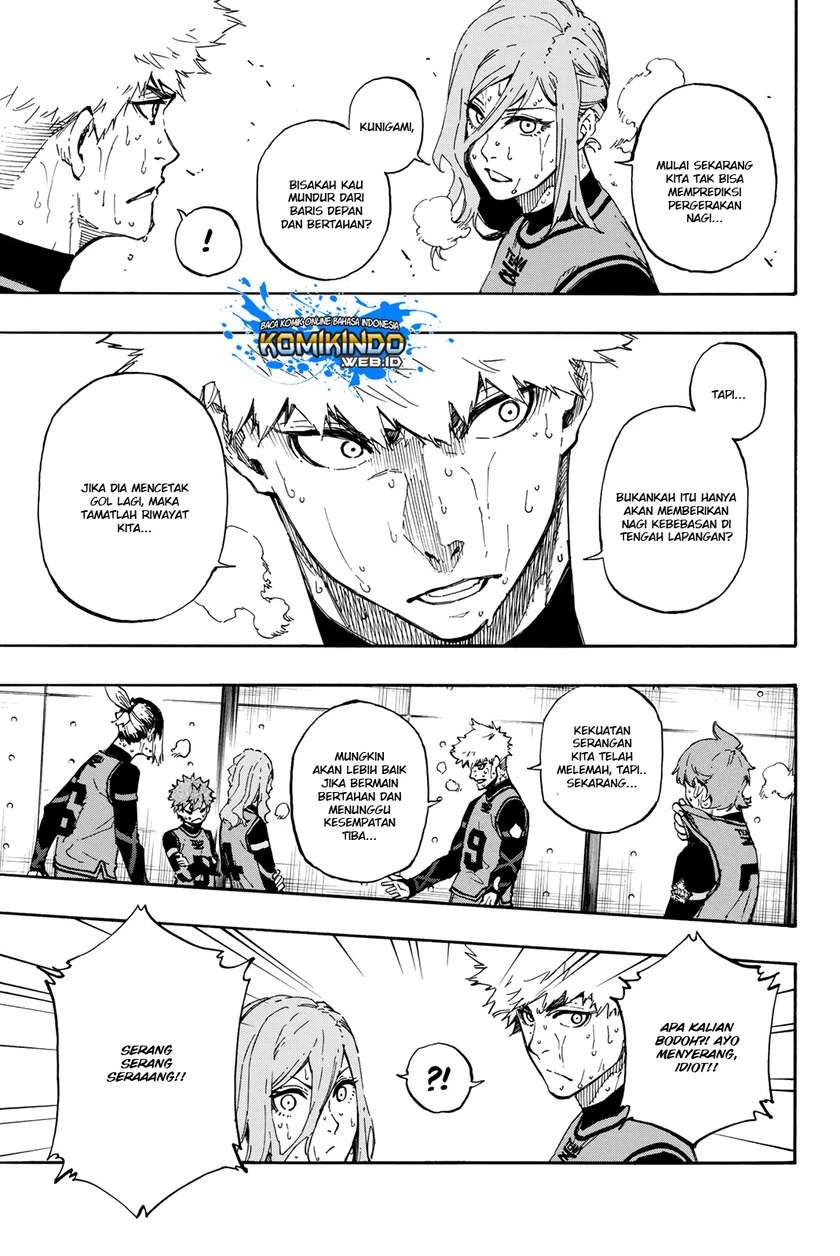 MULAI SEKARANG
KITA TAK BISA
MEMPREDIKSI
PERGERAKAN
NAGI...
KUNIGAMI,
BISAKAH KAU
MUNDUR DARI
BARIS DEPAN
DAN BERTAHAN?
!
BACA KOMIK ONLINE BAHASA INDONESIA
KOMIKINDO
WEB.ID
TAPI...
BUKANKAH ITU HANYA
AKAN MEMBERIKAN
NAGI KEBEBASAN DI
TENGAH LAPANGAN?
JIKA DIA MENCETAK
GOL LAGI, MAKA
TAMATLAH RIWAYAT
KITA...
KEKUATAN
SERANGAN
KITA TELAH
MELEMAH, TAPI..
SEKARANG...
MUNGKIN
AKAN LEBIH BAIK
JIKA BERMAIN
BERTAHAN DAN
MENUNGGU
KESEMPATAN
TIBA...
9
4
APA KALIAN
BODOH?! AYO
MENYERANG,
IDIOT!!
?!
SERANG
SERANG
SERAAANG!!